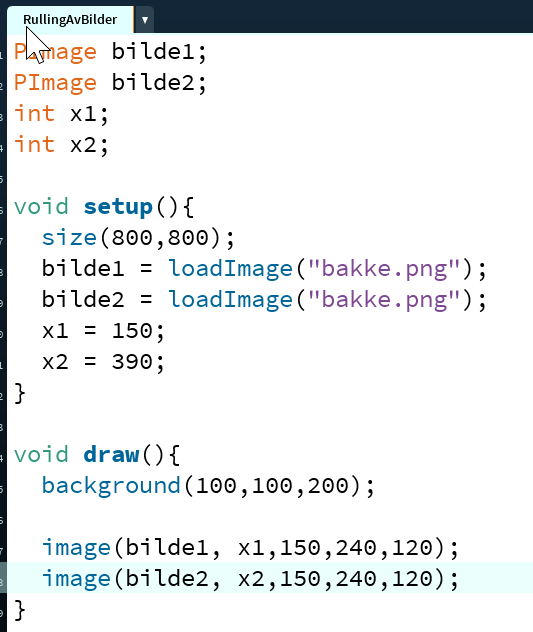 RullingAvBilder
PImage bilde1;
PImage bilde2;
int x1;
int x2;
void setup(){
size(800,800);
bilde1 = loadImage("bakke.png");
bilde2 = loadImage("bakke.png");
x1 = 150;
x2 = 390;
}
void draw(){
background(100,100,200);
image(bilde1, x1,150,240,120);
image(bilde2, x2,150,240,120);
}